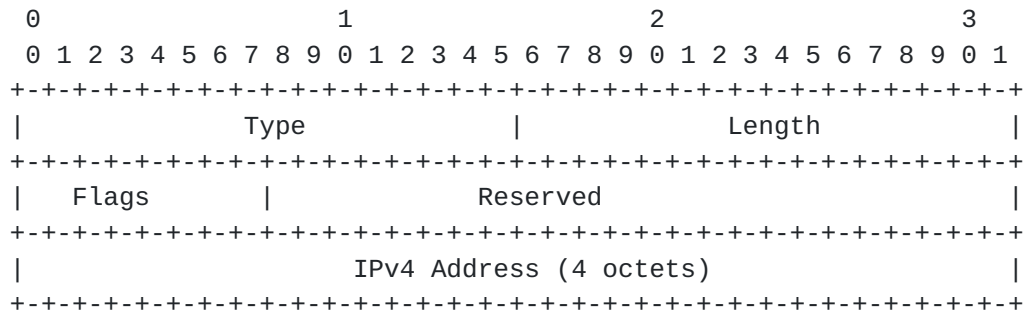 0                   1                   2                   3
 0 1 2 3 4 5 6 7 8 9 0 1 2 3 4 5 6 7 8 9 0 1 2 3 4 5 6 7 8 9 0 1
+-+-+-+-+-+-+-+-+-+-+-+-+-+-+-+-+-+-+-+-+-+-+-+-+-+-+-+-+-+-+-+-+
|              Type             |             Length            |
+-+-+-+-+-+-+-+-+-+-+-+-+-+-+-+-+-+-+-+-+-+-+-+-+-+-+-+-+-+-+-+-+
|   Flags       |             Reserved                          |
+-+-+-+-+-+-+-+-+-+-+-+-+-+-+-+-+-+-+-+-+-+-+-+-+-+-+-+-+-+-+-+-+
|                     IPv4 Address (4 octets)                   |
+-+-+-+-+-+-+-+-+-+-+-+-+-+-+-+-+-+-+-+-+-+-+-+-+-+-+-+-+-+-+-+-+